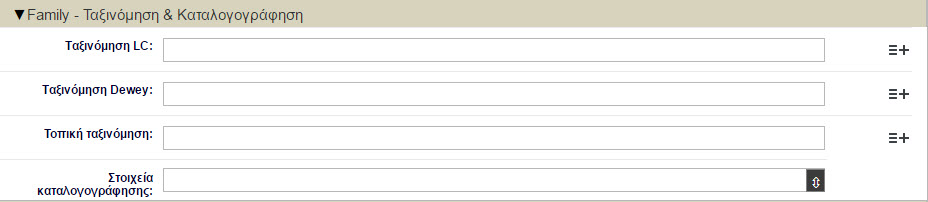 ▼Family - Ταξινόμηση & Καταλογογράφηση
Ταξινόμηση LC:
Ταξινόμηση Dewey:
Τοπική ταξινόμηση:
Στοιχεία
καταλογογράφησης: